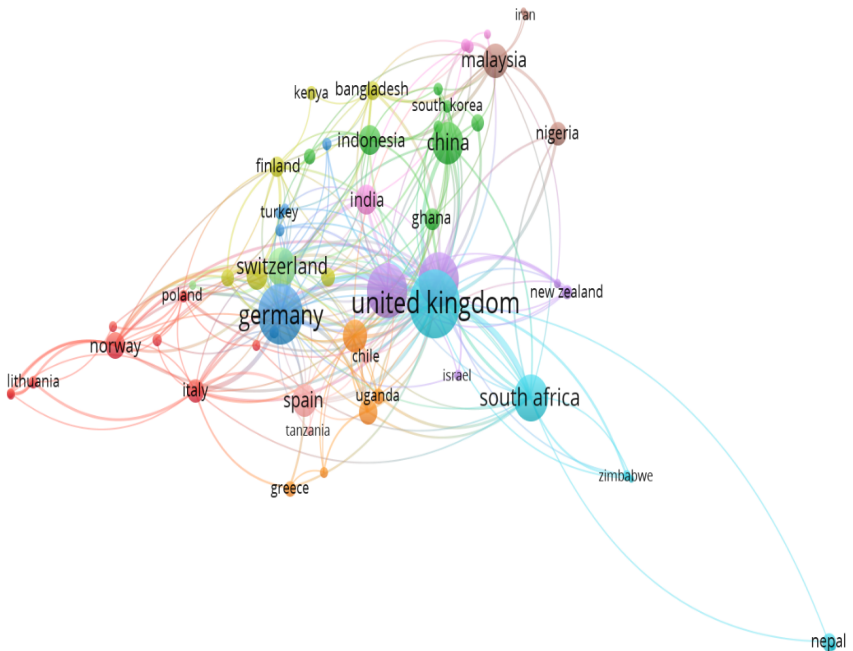 iran
malaysia
kenya
bangladesh
south korea
nigeria
indonesia
china
finland
india
turkey
ghana
switzerland
poland
new zealand
united kingdom
germany
norway
chile
lithuania
italy
israel
spain
uganda
south africa
tanzania
zimbabwe
greece
nepal